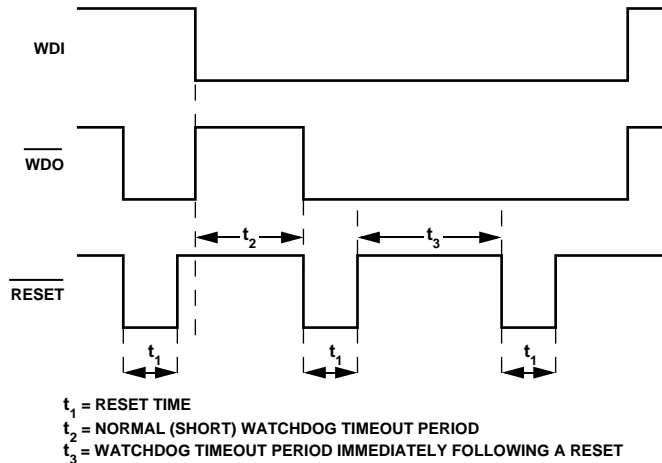 WDI
WDO
t2
t3
RESET
t1
t1
t1
t1 = RESET TIME
t2 = NORMAL (SHORT) WATCHDOG TIMEOUT PERIOD
t3 = WATCHDOG TIMEOUT PERIOD IMMEDIATELY FOLLOWING A RESET